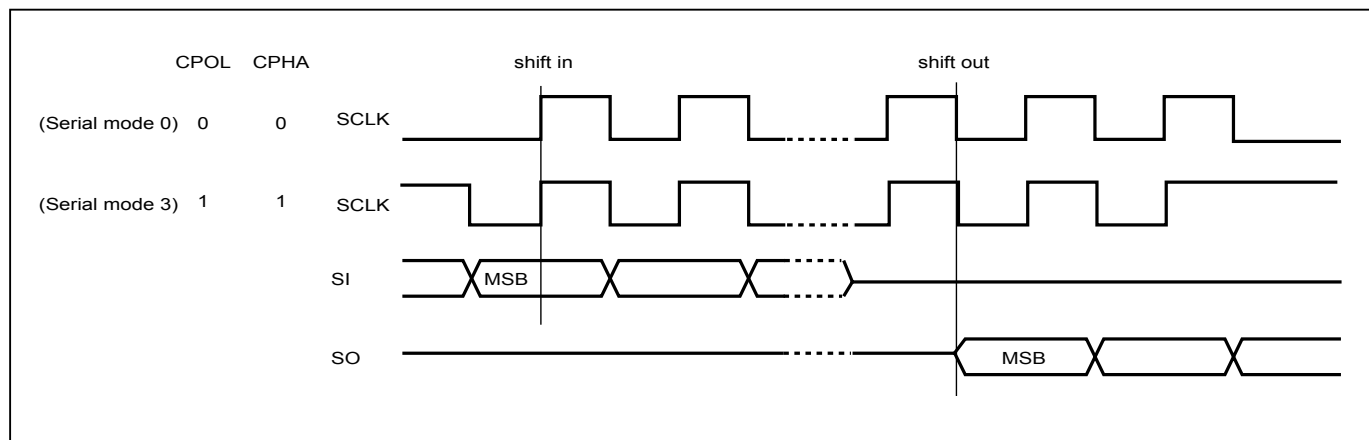 CPOL CPHA shift in shift out
(Serial mode 0) 0 0 SCLK
(Serial mode 3) 1 1 SCLK
SI MSB
SO MSB